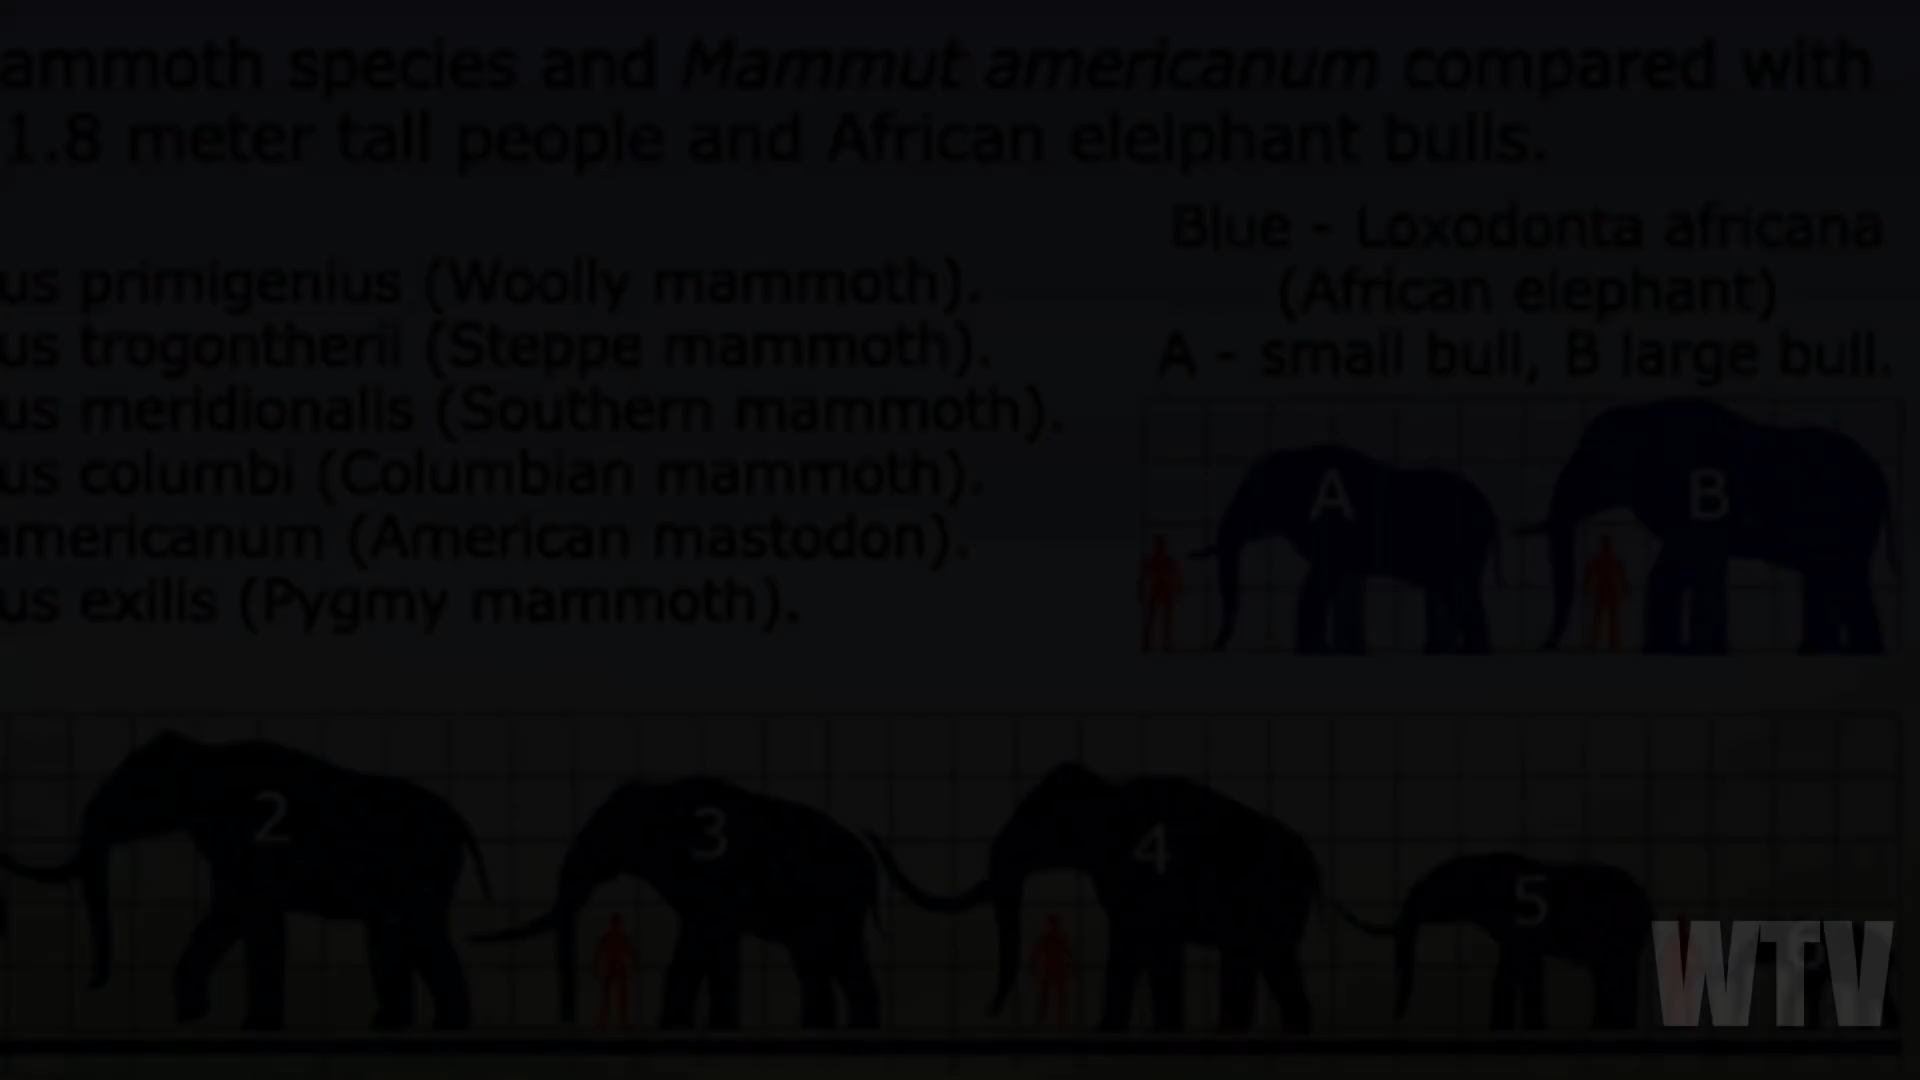 ammoth species and Mammut americanum compared with
1.8 meter tall people and African elelphant bulls.
Blue - Loxodonta africana
(African elephant)
A - small bull, B large bull.
us primigenius (Woolly mammoth).
us trogontherii (Steppe mammoth).
us meridionalis (Southern mammoth).
us columbi (Columbian mammoth).
americanum (American mastodon).
us exilis (Pygmy mammoth).
A B
2 3 4 5 6
WTV